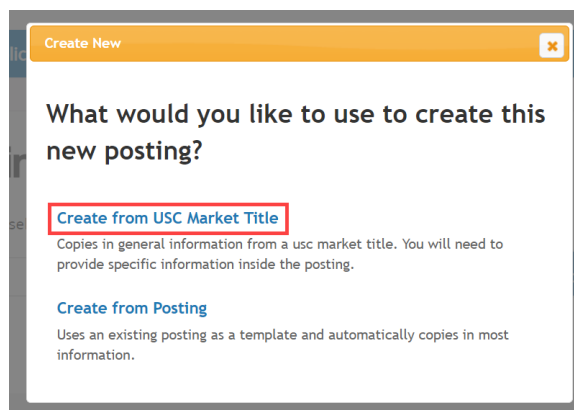 Create New
What would you like to use to create this
new posting?
Create from USC Market Title
Copies in general information from a usc market title. You will need to
provide specific information inside the posting.
Create from Posting
Uses an existing posting as a template and automatically copies in most
information.